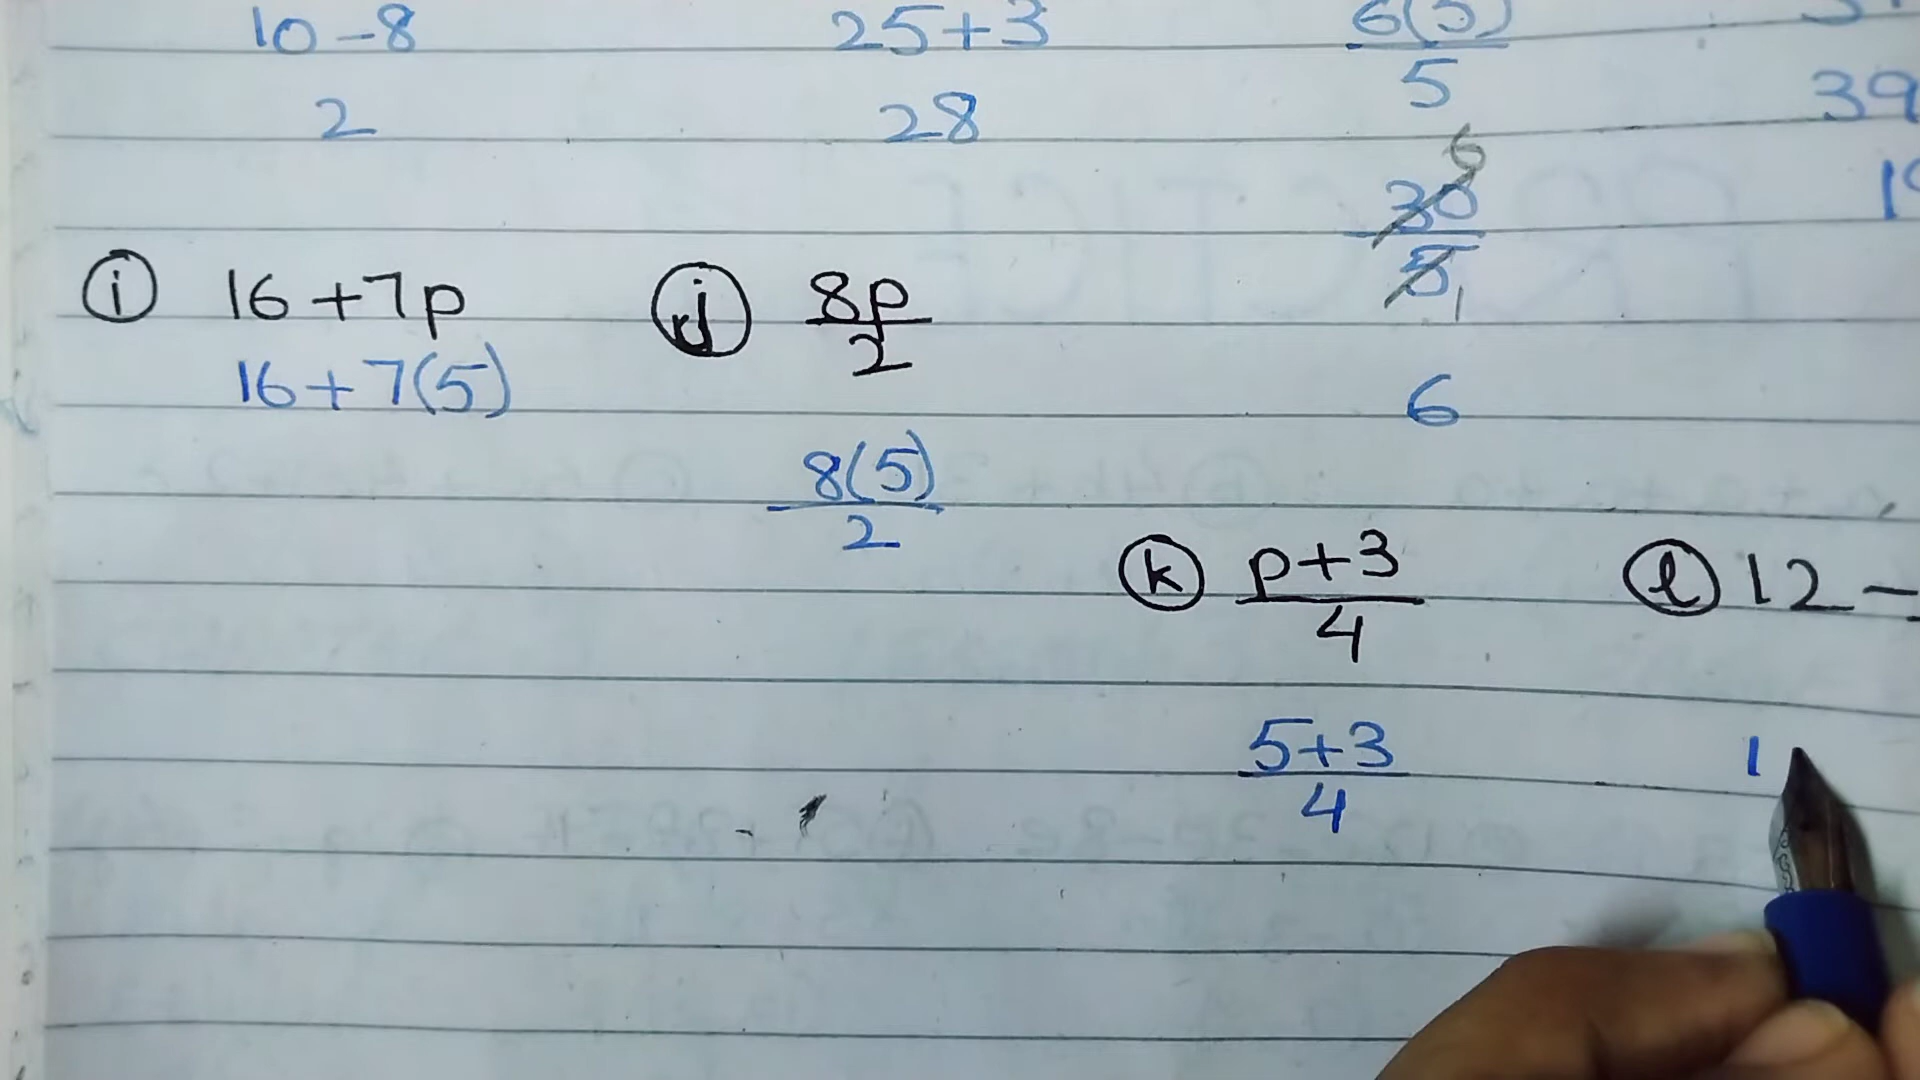 10 - 8
25 + 3
6(5)
5
2
28
39
30
5
6
1
6
i 16 + 7p
16 + 7(5)
j 8p
2
8(5)
2
k p + 3
4
5 + 3
4
l 12 -
1